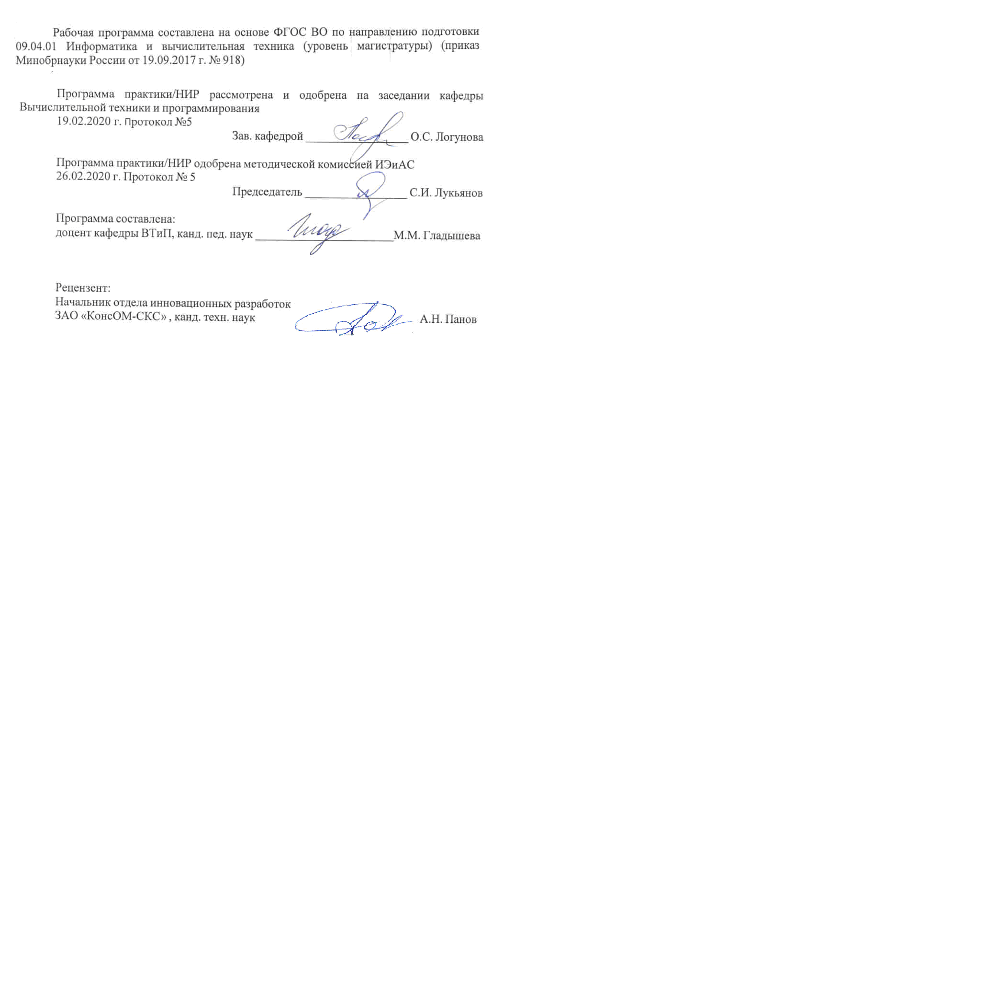 Рабочая программа составлена на основе ФГОС ВО по направлению подготовки
09.04.01 Информатика и вычислительная техника (уровень магистратуры) (приказ
Минобрнауки России от 19.09.2017 г. № 918)
Программа практики/НИР рассмотрена и одобрена на заседании кафедры
Вычислительной техники и программирования
19.02.2020 г. Протокол №5
Зав. кафедрой О.С. Логунова
Программа практики/НИР одобрена методической комиссией ИЭиАС
26.02.2020 г. Протокол № 5
Председатель С.И. Лукьянов
Программа составлена:
доцент кафедры ВТиП, канд. пед. наук М.М. Гладышева
Рецензент:
Начальник отдела инновационных разработок
ЗАО «КонсОМ-СКС» , канд. техн. наук А.Н. Панов